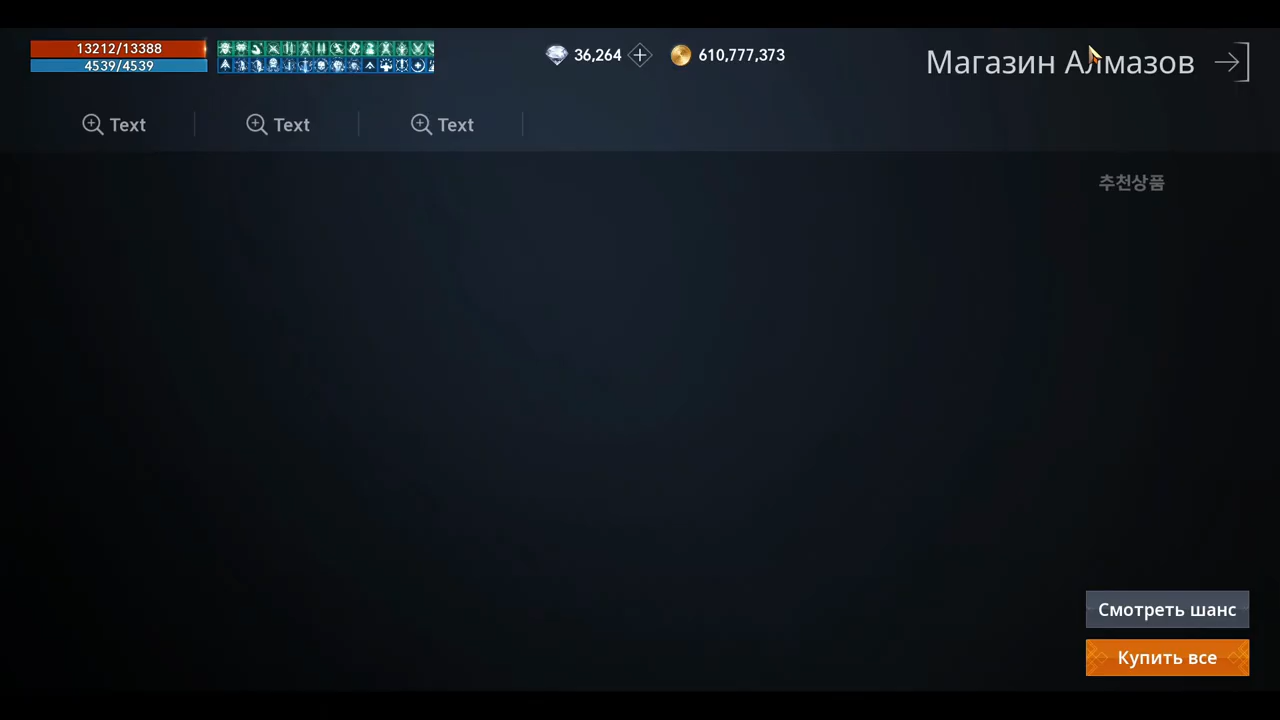 13212/13388
4539/4539
36,264
610,777,373
Магазин Алмазов
Text
Text
Text
추천상품
Смотреть шанс
Купить все